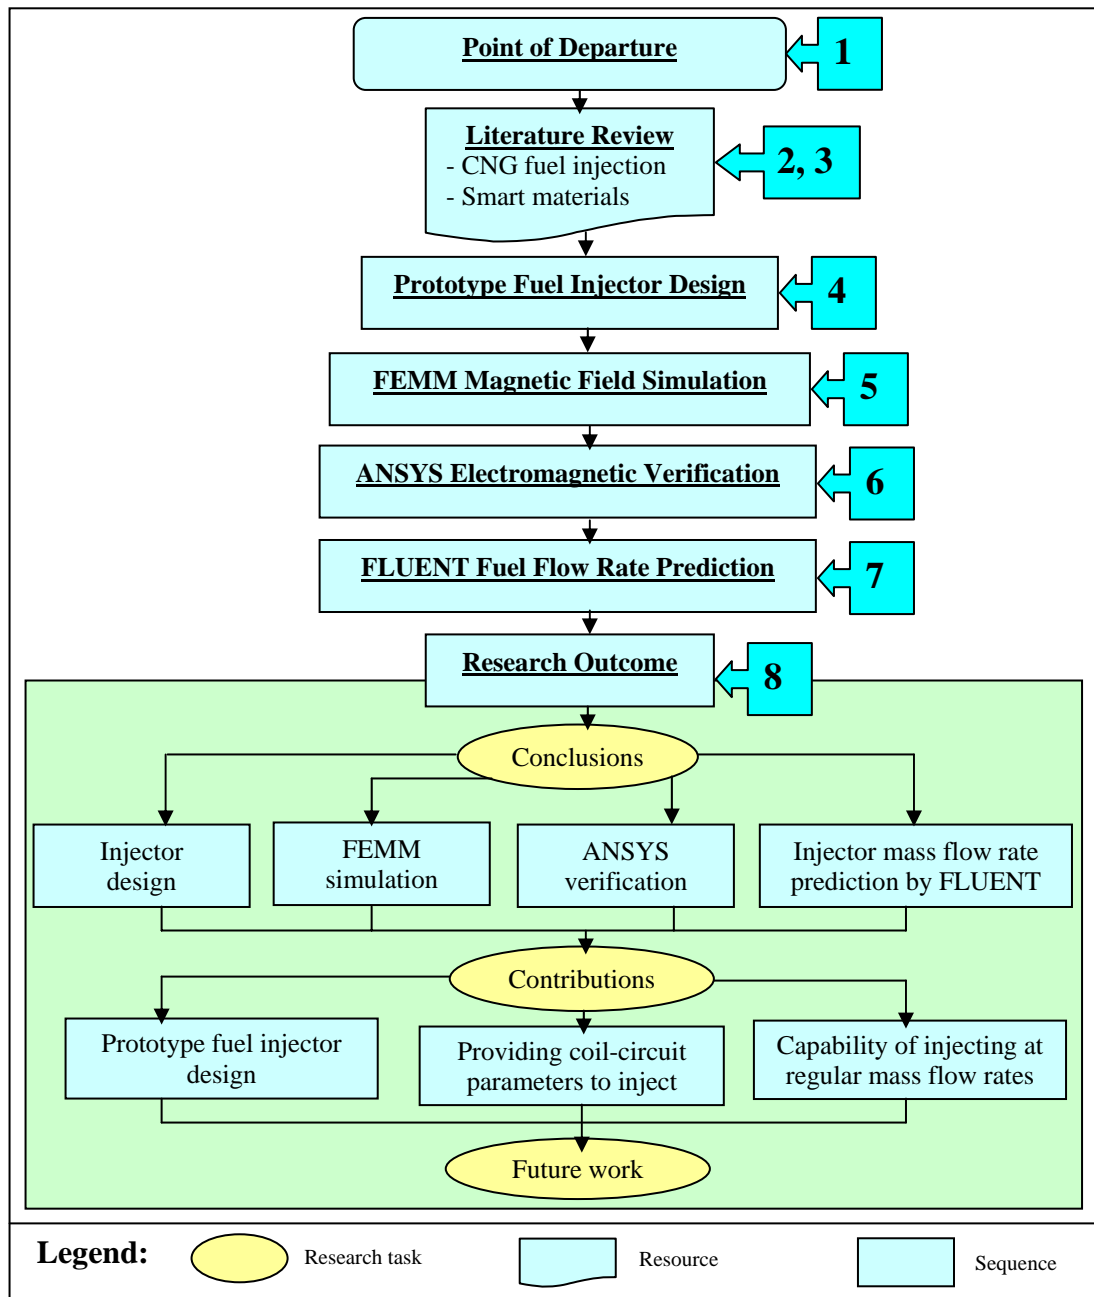 Point of Departure
1
Literature Review
- CNG fuel injection
- Smart materials
2, 3
Prototype Fuel Injector Design
4
FEMM Magnetic Field Simulation
5
ANSYS Electromagnetic Verification
6
FLUENT Fuel Flow Rate Prediction
7
Research Outcome
8
Conclusions
Injector
design
FEMM
simulation
ANSYS
verification
Injector mass flow rate
prediction by FLUENT
Contributions
Prototype fuel injector
design
Providing coil-circuit
parameters to inject
Capability of injecting at
regular mass flow rates
Future work
Legend:
Research task
Resource
Sequence